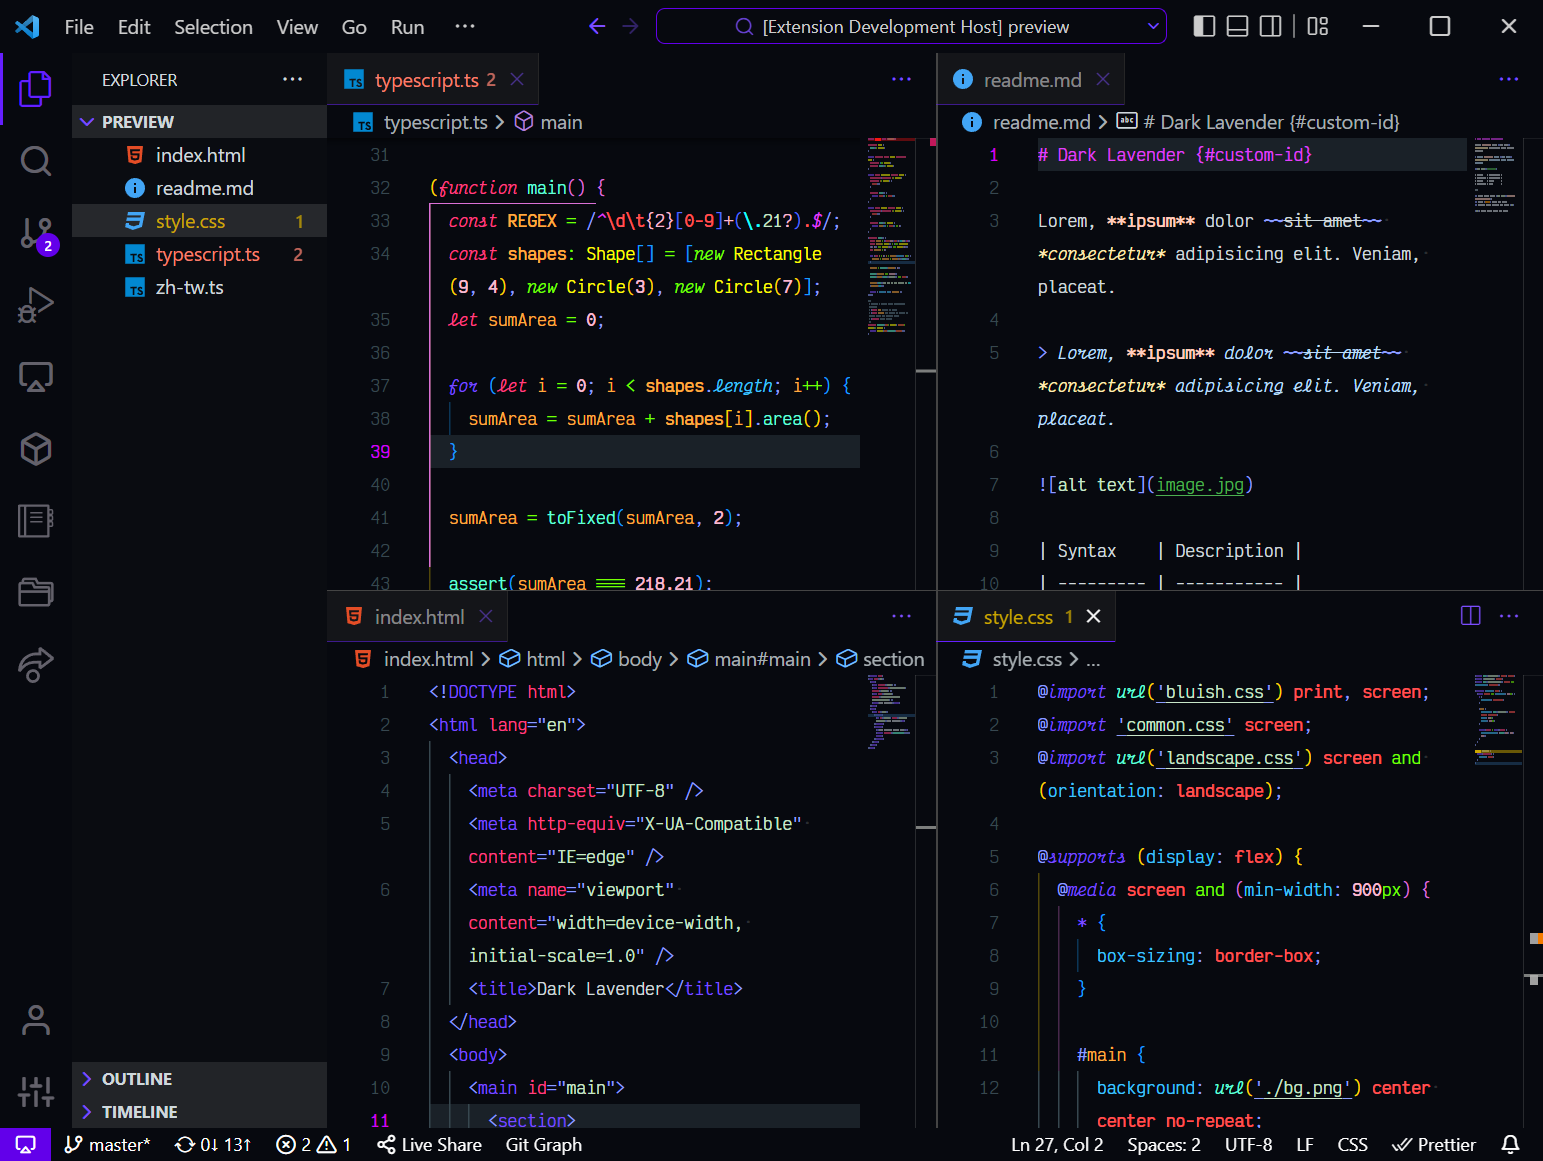 File Edit Selection View Go Run ···
[Extension Development Host] preview
EXPLORER ···
PREVIEW
index.html
readme.md
style.css 1
typescript.ts 2
zh-tw.ts
OUTLINE
TIMELINE
2
typescript.ts 2
typescript.ts > main
31
32 (function main() {
33 const REGEX = /^\d\t{2}[0-9]+(\.21?).$/;
34 const shapes: Shape[] = [new Rectangle
(9, 4), new Circle(3), new Circle(7)];
35 let sumArea = 0;
36
37 for (let i = 0; i < shapes.length; i++) {
38 sumArea = sumArea + shapes[i].area();
39 }
40
41 sumArea = toFixed(sumArea, 2);
42
43 assert(sumArea === 218.21);
readme.md
readme.md > # Dark Lavender {#custom-id}
1 # Dark Lavender {#custom-id}
2
3 Lorem, **ipsum** dolor ~~sit amet~~
*consectetur* adipisicing elit. Veniam,
placeat.
4
5 > Lorem, **ipsum** dolor ~~sit amet~~
*consectetur* adipisicing elit. Veniam,
placeat.
6
7 ![alt text](image.jpg)
8
9 | Syntax | Description |
10 | --------- | ----------- |
index.html
index.html > html > body > main#main > section
1 <!DOCTYPE html>
2 <html lang="en">
3 <head>
4 <meta charset="UTF-8" />
5 <meta http-equiv="X-UA-Compatible"
content="IE=edge" />
6 <meta name="viewport"
content="width=device-width,
initial-scale=1.0" />
7 <title>Dark Lavender</title>
8 </head>
9 <body>
10 <main id="main">
11 <section>
style.css 1
style.css > ...
1 @import url('bluish.css') print, screen;
2 @import 'common.css' screen;
3 @import url('landscape.css') screen and
(orientation: landscape);
4
5 @supports (display: flex) {
6 @media screen and (min-width: 900px) {
7 * {
8 box-sizing: border-box;
9 }
10
11 #main {
12 background: url('./bg.png') center
center no-repeat;
master* 0↓ 13↑ 2 1 Live Share Git Graph Ln 27, Col 2 Spaces: 2 UTF-8 LF CSS Prettier